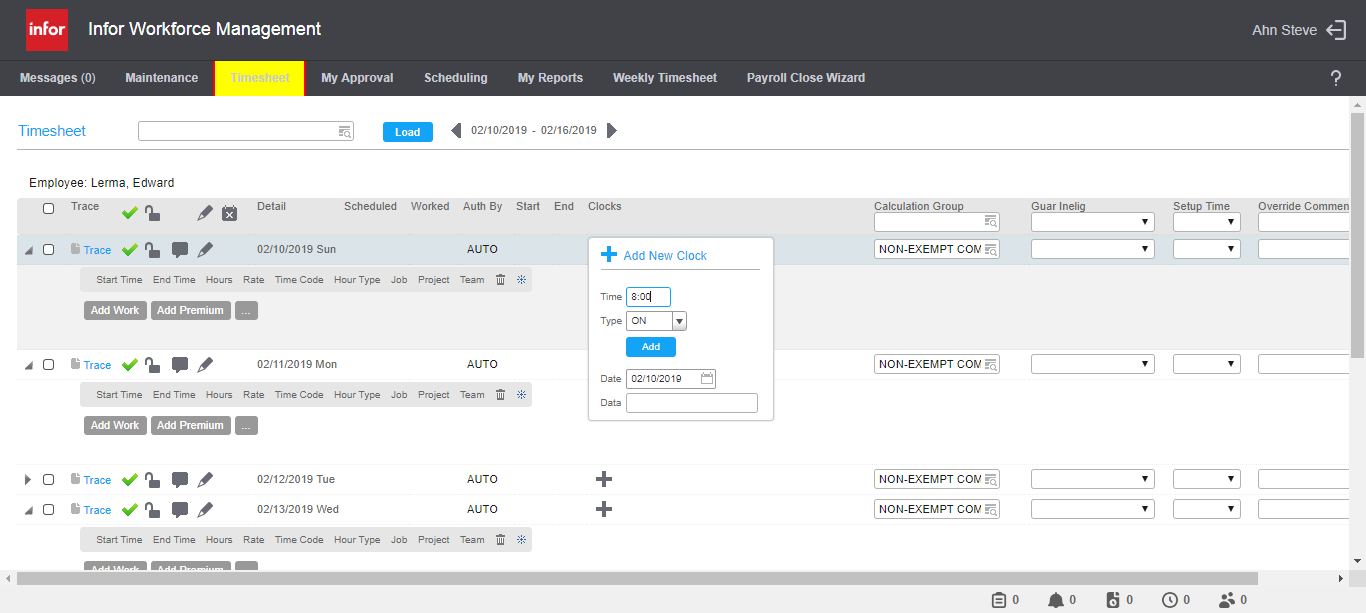 infor Infor Workforce Management Ahn Steve
Messages (0) Maintenance Timesheet My Approval Scheduling My Reports Weekly Timesheet Payroll Close Wizard ?
Timesheet Load 02/10/2019 - 02/16/2019
Employee: Lerma, Edward
Trace Detail Scheduled Worked Auth By Start End Clocks Calculation Group Guar Inelig Setup Time Override Commen
Trace 02/10/2019 Sun AUTO NON-EXEMPT COM
Add New Clock
Start Time End Time Hours Rate Time Code Hour Type Job Project Team
Time 8:00
Add Work Add Premium ...
Type ON
Add
Trace 02/11/2019 Mon AUTO NON-EXEMPT COM
Date 02/10/2019
Start Time End Time Hours Rate Time Code Hour Type Job Project Team
Data
Add Work Add Premium ...
Trace 02/12/2019 Tue AUTO NON-EXEMPT COM
Trace 02/13/2019 Wed AUTO NON-EXEMPT COM
Start Time End Time Hours Rate Time Code Hour Type Job Project Team
Add Work Add Premium
0 0 0 0 0